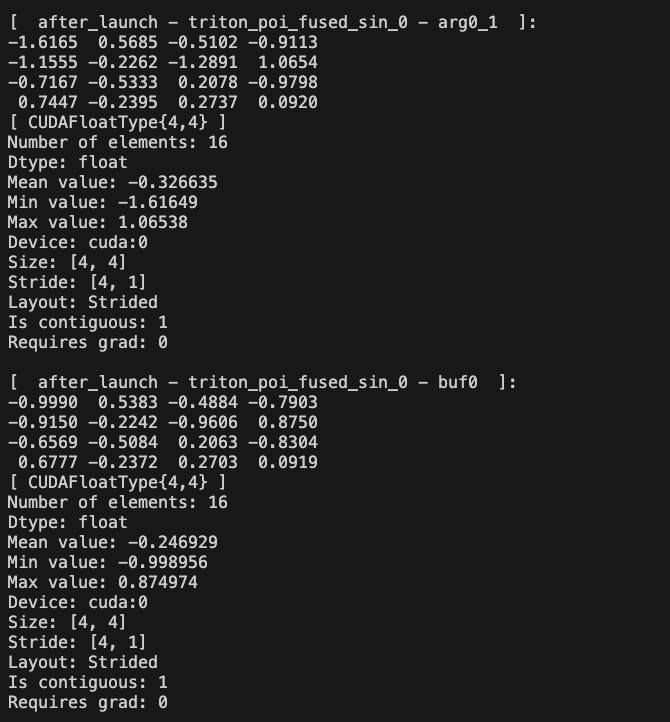 [  after_launch - triton_poi_fused_sin_0 - arg0_1  ]:
-1.6165  0.5685 -0.5102 -0.9113
-1.1555 -0.2262 -1.2891  1.0654
-0.7167 -0.5333  0.2078 -0.9798
 0.7447 -0.2395  0.2737  0.0920
[ CUDAFloatType{4,4} ]
Number of elements: 16
Dtype: float
Mean value: -0.326635
Min value: -1.61649
Max value: 1.06538
Device: cuda:0
Size: [4, 4]
Stride: [4, 1]
Layout: Strided
Is contiguous: 1
Requires grad: 0

[  after_launch - triton_poi_fused_sin_0 - buf0  ]:
-0.9990  0.5383 -0.4884 -0.7903
-0.9150 -0.2242 -0.9606  0.8750
-0.6569 -0.5084  0.2063 -0.8304
 0.6777 -0.2372  0.2703  0.0919
[ CUDAFloatType{4,4} ]
Number of elements: 16
Dtype: float
Mean value: -0.246929
Min value: -0.998956
Max value: 0.874974
Device: cuda:0
Size: [4, 4]
Stride: [4, 1]
Layout: Strided
Is contiguous: 1
Requires grad: 0